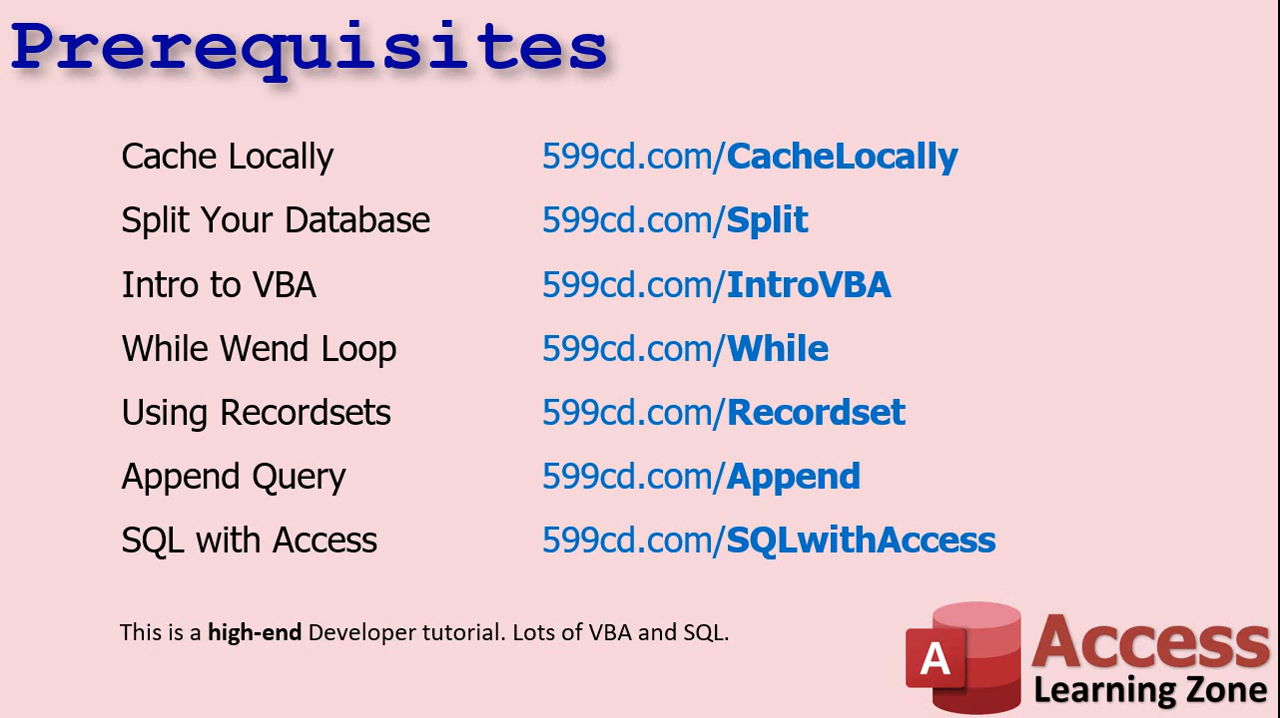 Prerequisites
Cache Locally 599cd.com/CacheLocally
Split Your Database 599cd.com/Split
Intro to VBA 599cd.com/IntroVBA
While Wend Loop 599cd.com/While
Using Recordsets 599cd.com/Recordset
Append Query 599cd.com/Append
SQL with Access 599cd.com/SQLwithAccess
This is a high-end Developer tutorial. Lots of VBA and SQL.
A Access
Learning Zone